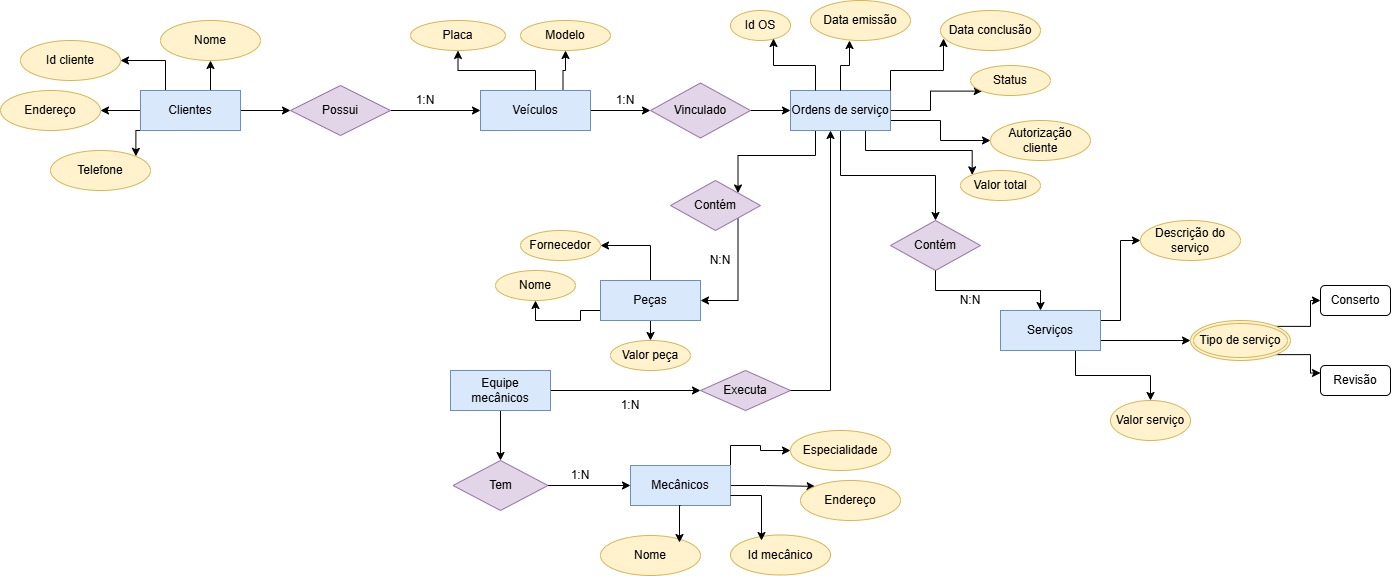 Id cliente
Nome
Endereço
Clientes
Telefone
Possui
1:N
Placa
Modelo
Veículos
1:N
Vinculado
Id OS
Data emissão
Data conclusão
Status
Ordens de serviço
Autorização
cliente
Valor total
Contém
N:N
Fornecedor
Nome
Peças
Valor peça
Contém
N:N
Descrição do
serviço
Serviços
Tipo de serviço
Conserto
Revisão
Valor serviço
Equipe
mecânicos
1:N
Executa
Tem
1:N
Mecânicos
Especialidade
Endereço
Nome
Id mecânico